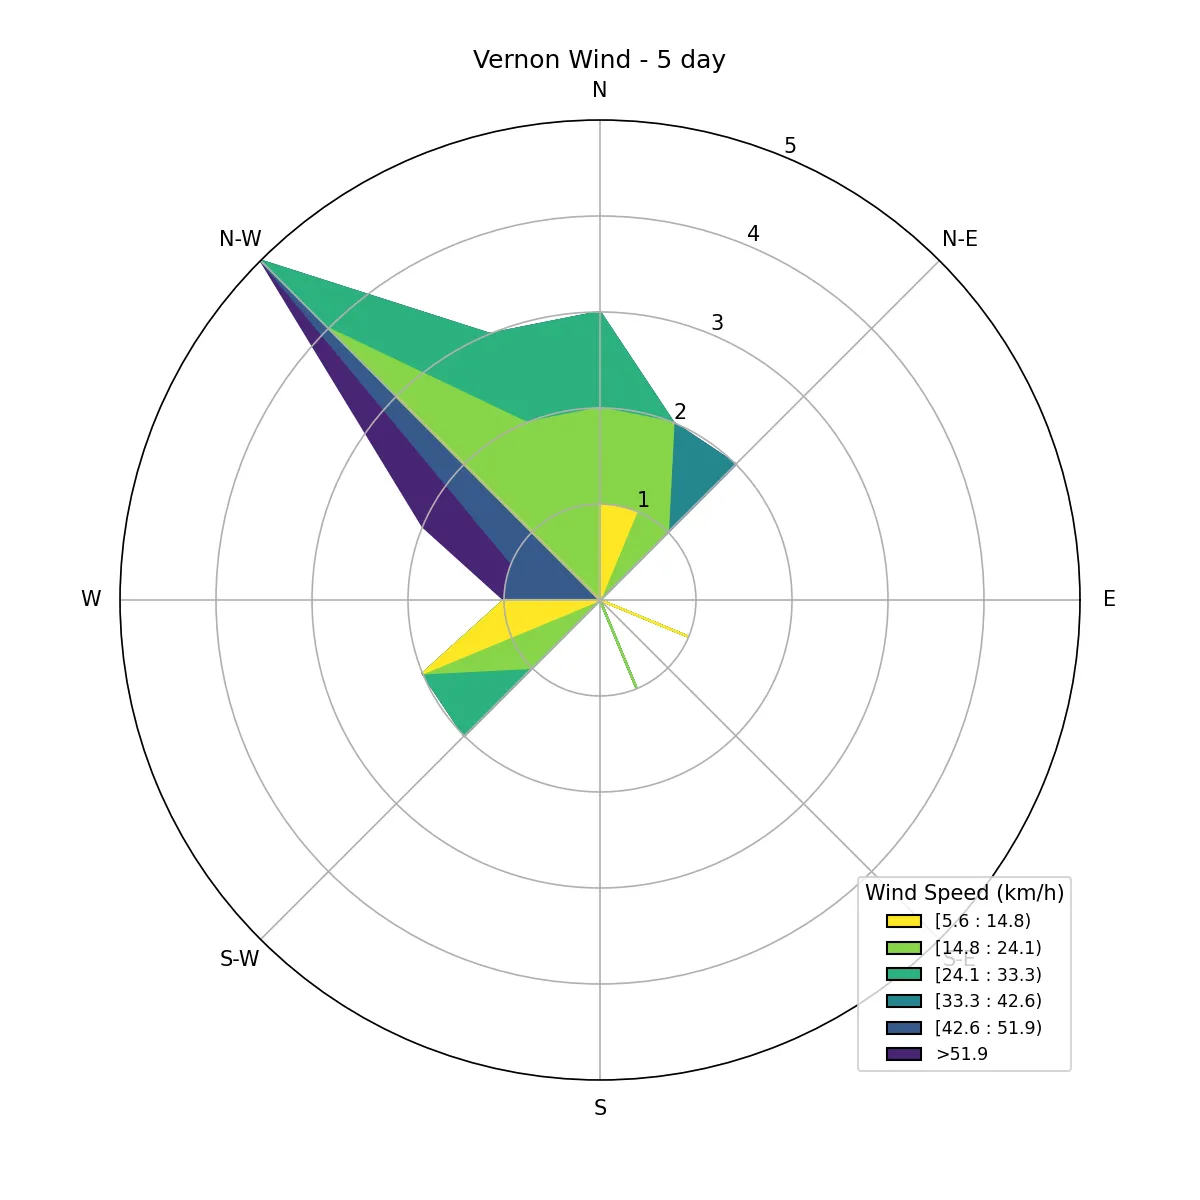 Vernon Wind - 5 day
N
5
N-W
N-E
4
3
2
1
W
E
Wind Speed (km/h)
[5.6 : 14.8)
[14.8 : 24.1)
S-W
S-E
[24.1 : 33.3)
[33.3 : 42.6)
[42.6 : 51.9)
>51.9
S